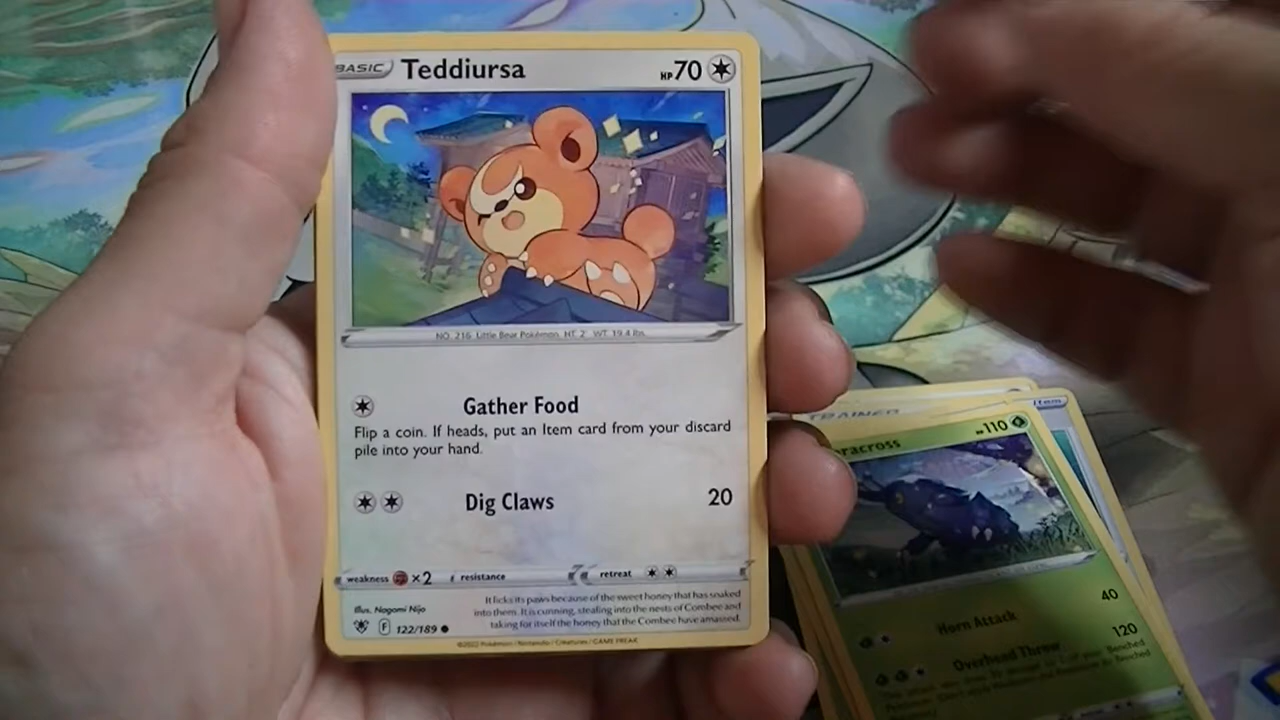 BASIC Teddiursa HP 70
NO. 216 Little Bear Pokémon HT 2' WT 19.4 lbs.
Gather Food
Flip a coin. If heads, put an Item card from your discard
pile into your hand.
Dig Claws 20
weakness ×2 resistance retreat
Illus. Nagomi Nijo
It licks its paws because of the sweet honey that has soaked
into them. It is cunning, stealing into the nests of Combee and
taking for itself the honey that the Combee have amassed.
F 122/189
©2022 Pokémon / Nintendo / Creatures / GAME FREAK
TRAINER Item
racross HP 110
Horn Attack 40
Overhead Throw 120